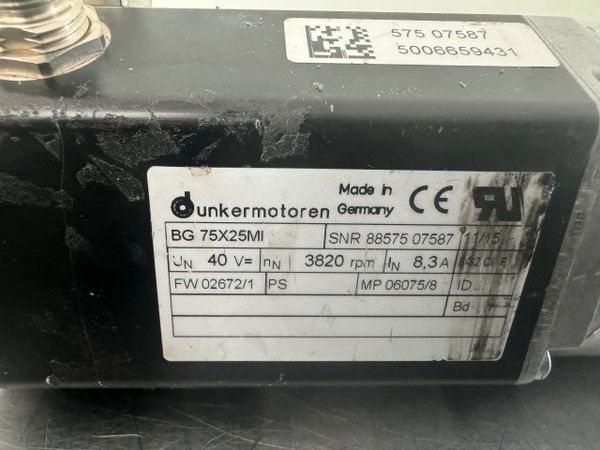 575 07587
5006659431
dunkermotoren Made in Germany CE
BG 75X25MI SNR 88575 07587 11/15
UN 40 V= nN 3820 rpm IN 8,3 A
FW 02672/1 PS MP 06075/8 ID
Bd